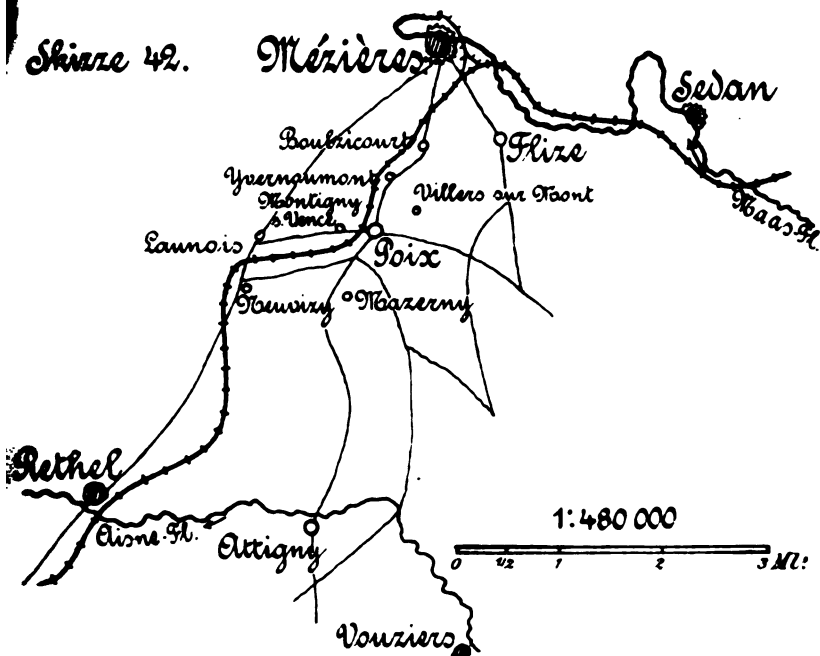 Skizze 42.
Mézières
Sedan
Boulzicourt
Flize
Yvernaumont
Villers sur Mont
Montigny
s. Vence
Maas-Fl.
Launois
Poix
Neuvizy
Mazerny
Rethel
1:480 000
Aisne-Fl.
Attigny
0 1/2 1 2 3 Ml:
Vouziers